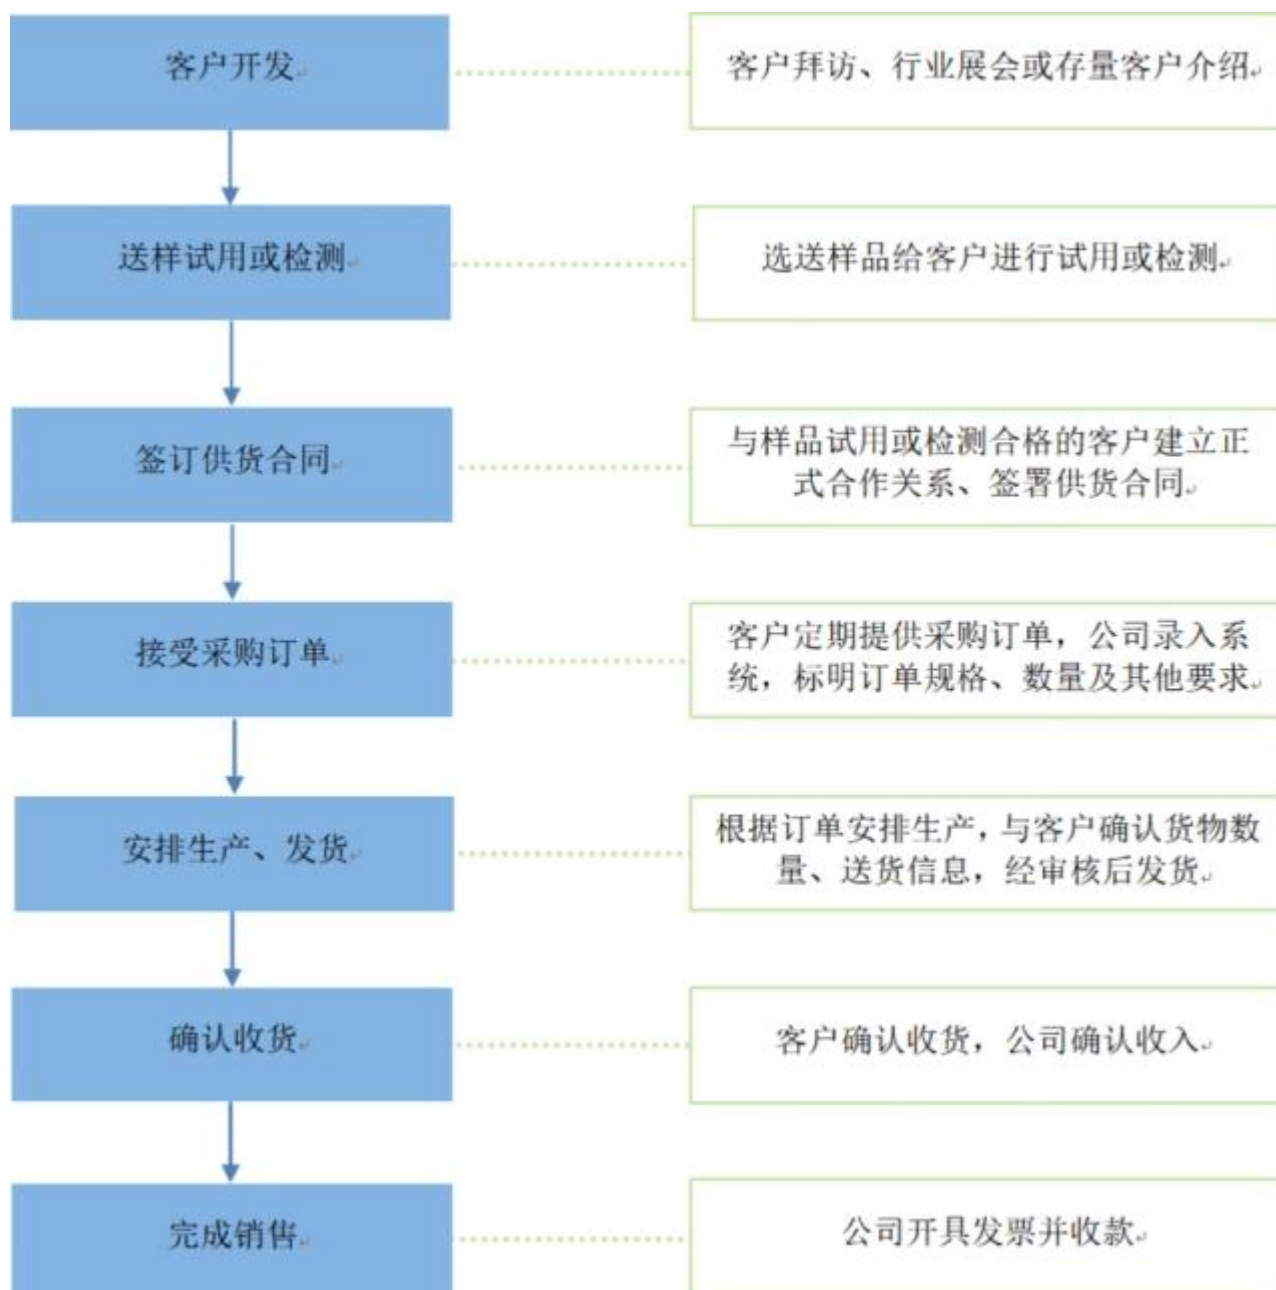 客户开发
客户拜访、行业展会或存量客户介绍
送样试用或检测
选送样品给客户进行试用或检测
签订供货合同
与样品试用或检测合格的客户建立正
式合作关系、签署供货合同
接受采购订单
客户定期提供采购订单，公司录入系
统，标明订单规格、数量及其他要求
安排生产、发货
根据订单安排生产，与客户确认货物数
量、送货信息，经审核后发货
确认收货
客户确认收货，公司确认收入
完成销售
公司开具发票并收款